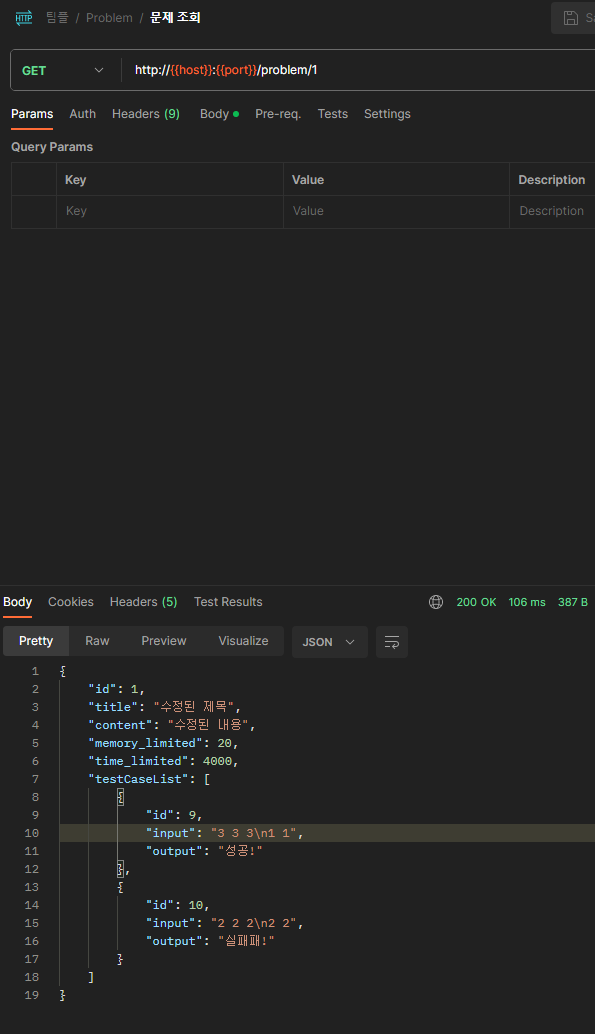 HTTP 팀플 / Problem / 문제 조회
GET http://{{host}}:{{port}}/problem/1
Params Auth Headers (9) Body Pre-req. Tests Settings
Query Params
Key Value Description
Key Value Description
Body Cookies Headers (5) Test Results 200 OK 106 ms 387 B
Pretty Raw Preview Visualize JSON
1 {
2 "id": 1,
3 "title": "수정된 제목",
4 "content": "수정된 내용",
5 "memory_limited": 20,
6 "time_limited": 4000,
7 "testCaseList": [
8 {
9 "id": 9,
10 "input": "3 3 3\n1 1",
11 "output": "성공!"
12 },
13 {
14 "id": 10,
15 "input": "2 2 2\n2 2",
16 "output": "실패패!"
17 }
18 ]
19 }